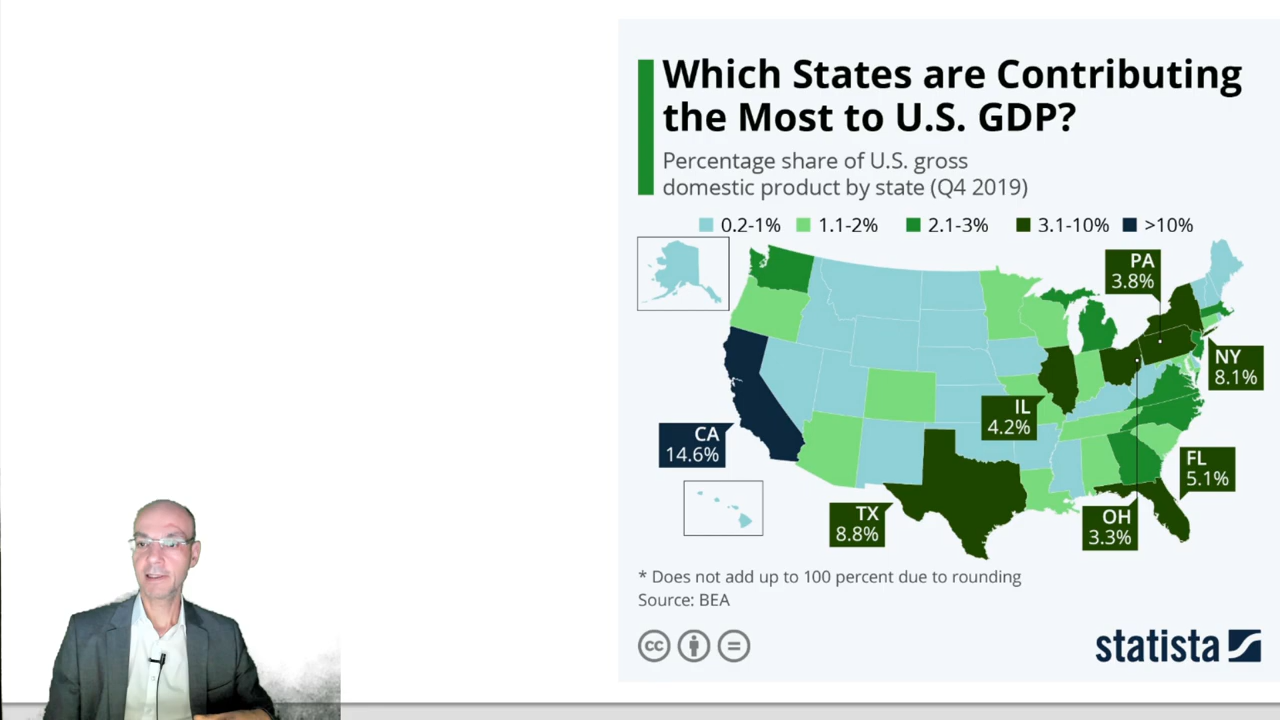 Which States are Contributing
the Most to U.S. GDP?
Percentage share of U.S. gross
domestic product by state (Q4 2019)
0.2-1% 1.1-2% 2.1-3% 3.1-10% >10%
PA
3.8%
NY
8.1%
IL
4.2%
CA
14.6%
FL
5.1%
TX
8.8%
OH
3.3%
* Does not add up to 100 percent due to rounding
Source: BEA
cc
statista